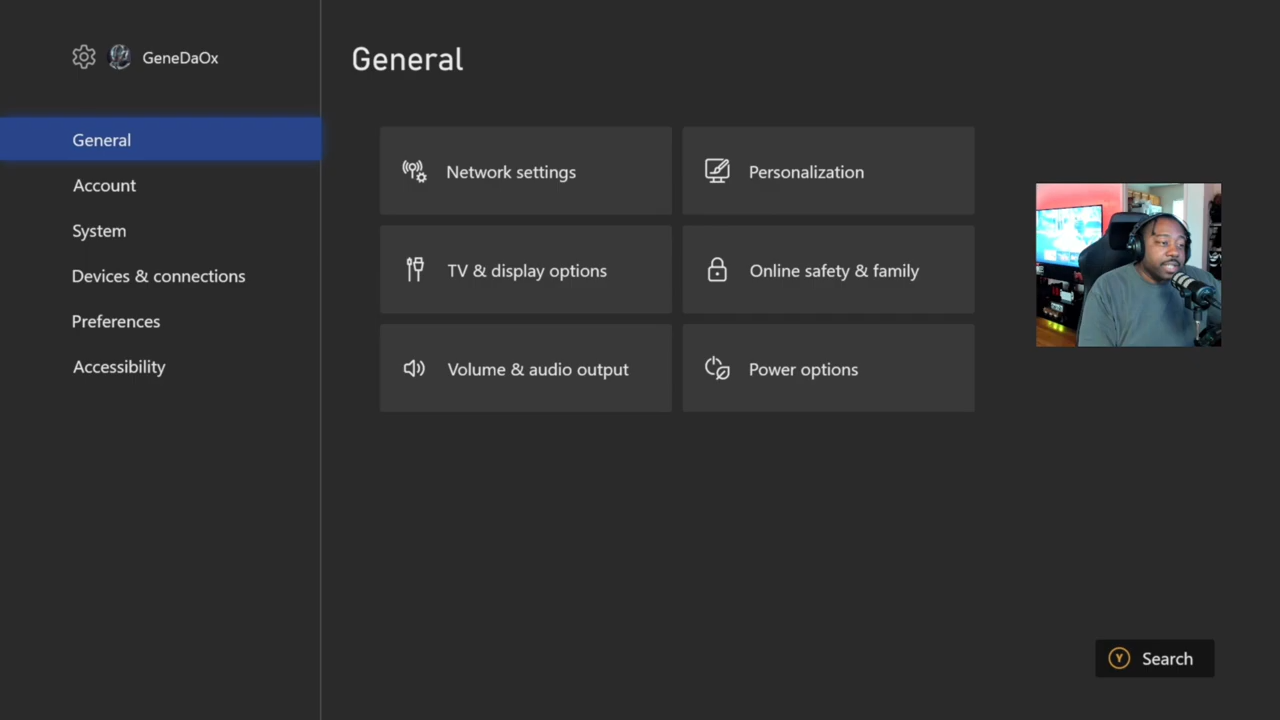 GeneDaOx
General
Account
System
Devices & connections
Preferences
Accessibility
General
Network settings
Personalization
TV & display options
Online safety & family
Volume & audio output
Power options
Y Search